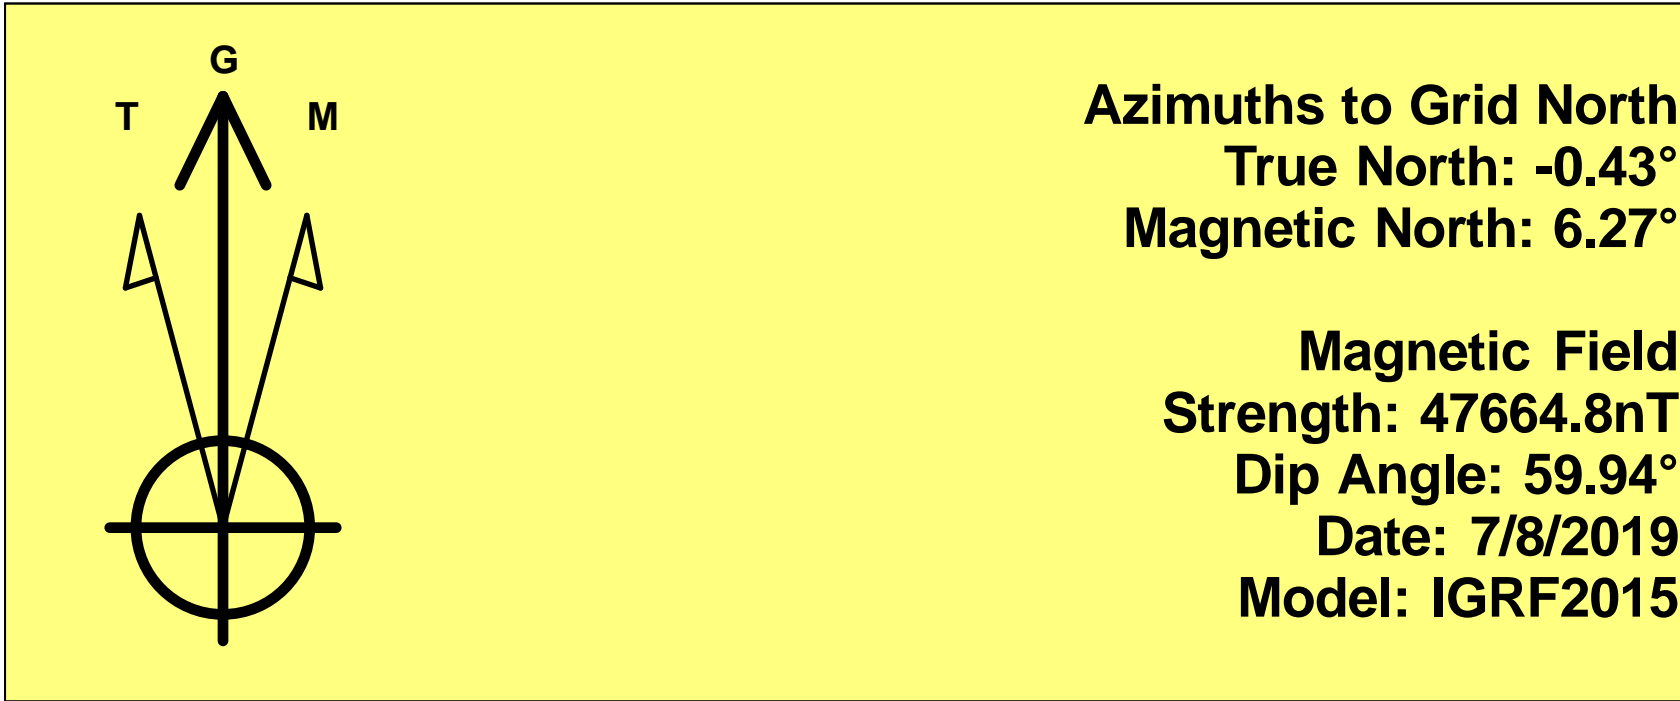 G
T M
Azimuths to Grid North
True North: -0.43°
Magnetic North: 6.27°
Magnetic Field
Strength: 47664.8nT
Dip Angle: 59.94°
Date: 7/8/2019
Model: IGRF2015